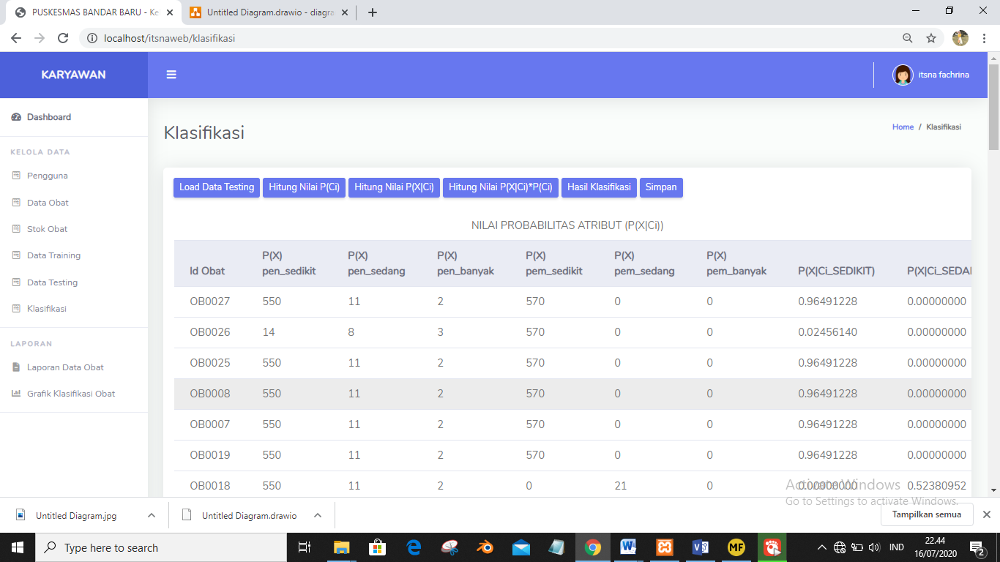 PUSKESMAS BANDAR BARU - Ke
Untitled Diagram.drawio - diagra
localhost/itsnaweb/klasifikasi
KARYAWAN
itsna fachrina
Dashboard
KELOLA DATA
Pengguna
Data Obat
Stok Obat
Data Training
Data Testing
Klasifikasi
LAPORAN
Laporan Data Obat
Grafik Klasifikasi Obat
Klasifikasi
Home / Klasifikasi
Load Data Testing Hitung Nilai P(Ci) Hitung Nilai P(X|Ci) Hitung Nilai P(X|Ci)*P(Ci) Hasil Klasifikasi Simpan
NILAI PROBABILITAS ATRIBUT (P(X|Ci))
P(X) P(X) P(X) P(X) P(X) P(X)
Id Obat pen_sedikit pen_sedang pen_banyak pem_sedikit pem_sedang pem_banyak P(X|Ci_SEDIKIT) P(X|Ci_SEDA
OB0027 550 11 2 570 0 0 0.96491228 0.00000000
OB0026 14 8 3 570 0 0 0.02456140 0.00000000
OB0025 550 11 2 570 0 0 0.96491228 0.00000000
OB0008 550 11 2 570 0 0 0.96491228 0.00000000
OB0007 550 11 2 570 0 0 0.96491228 0.00000000
OB0019 550 11 2 570 0 0 0.96491228 0.00000000
OB0018 550 11 2 0 21 0 0.00000000 0.52380952
Activate Windows
Go to Settings to activate Windows.
Untitled Diagram.jpg
Untitled Diagram.drawio
Tampilkan semua
Type here to search
IND
22.44
16/07/2020
2